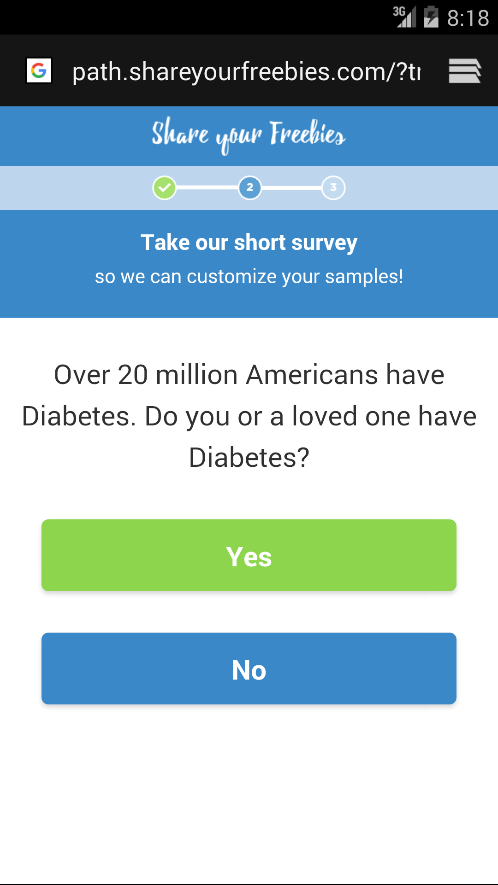 3G 8:18
G path.shareyourfreebies.com/?tr
Share your Freebies
2 3
Take our short survey
so we can customize your samples!
Over 20 million Americans have
Diabetes. Do you or a loved one have
Diabetes?
Yes
No